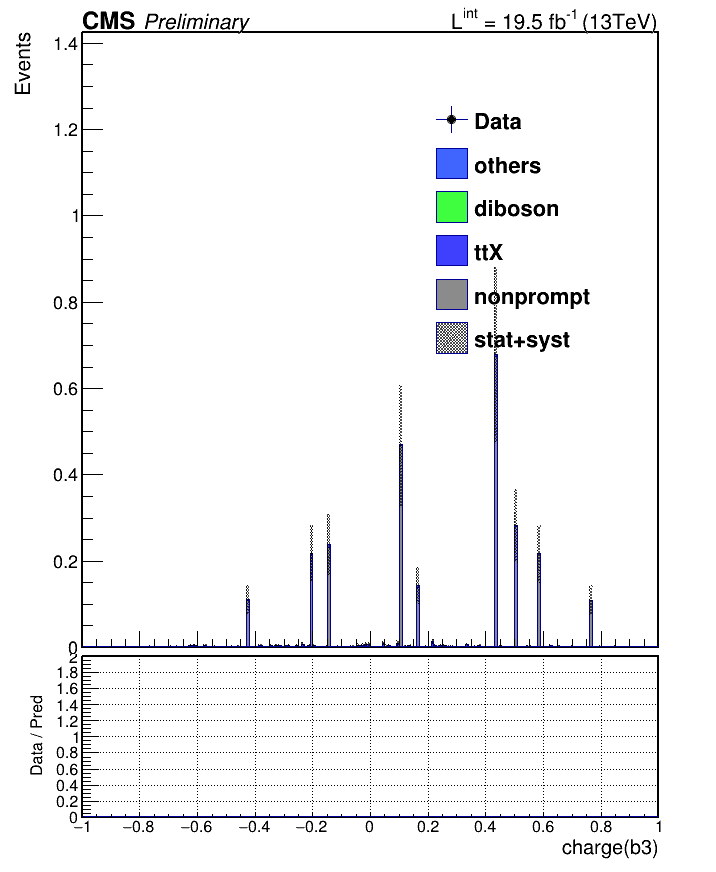 CMS Preliminary L^int = 19.5 fb^-1 (13TeV)
Events
1.4
1.2
1
0.8
0.6
0.4
0.2
0
Data
others
diboson
ttX
nonprompt
stat+syst
Data / Pred
2
1.8
1.6
1.4
1.2
1
0.8
0.6
0.4
0.2
0
−1 −0.8 −0.6 −0.4 −0.2 0 0.2 0.4 0.6 0.8 1
charge(b3)